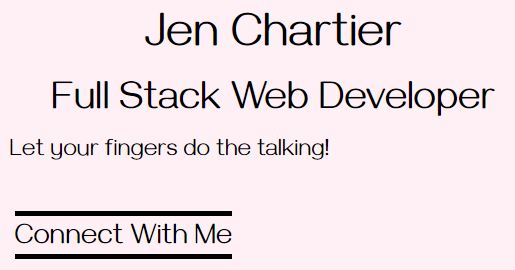 Jen Chartier
Full Stack Web Developer
Let your fingers do the talking!
Connect With Me